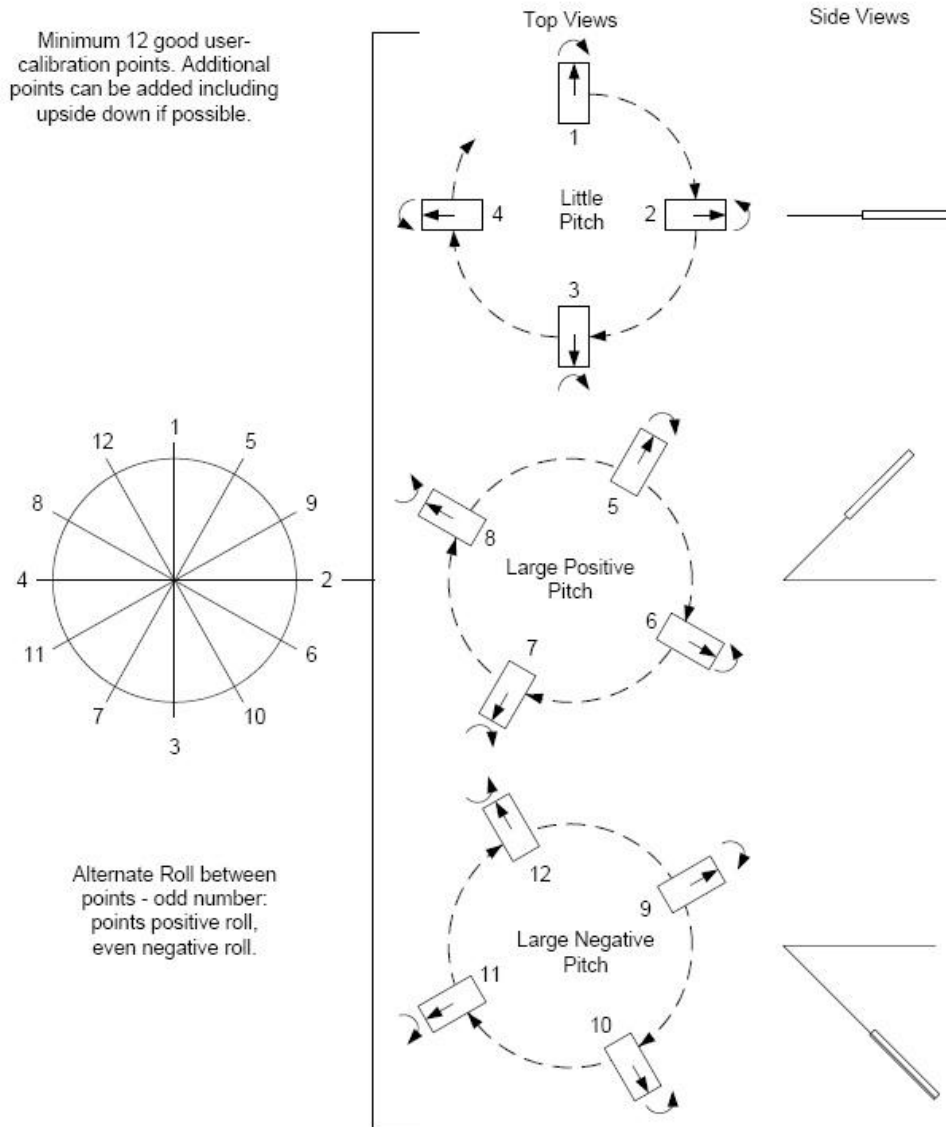 Minimum 12 good user-
calibration points. Additional
points can be added including
upside down if possible.
Top Views
Side Views
1
Little
Pitch
4
2
3
1
12
5
8
9
4
2
11
6
7
10
3
5
8
Large Positive
Pitch
6
7
Alternate Roll between
points - odd number:
points positive roll,
even negative roll.
12
9
Large Negative
Pitch
11
10